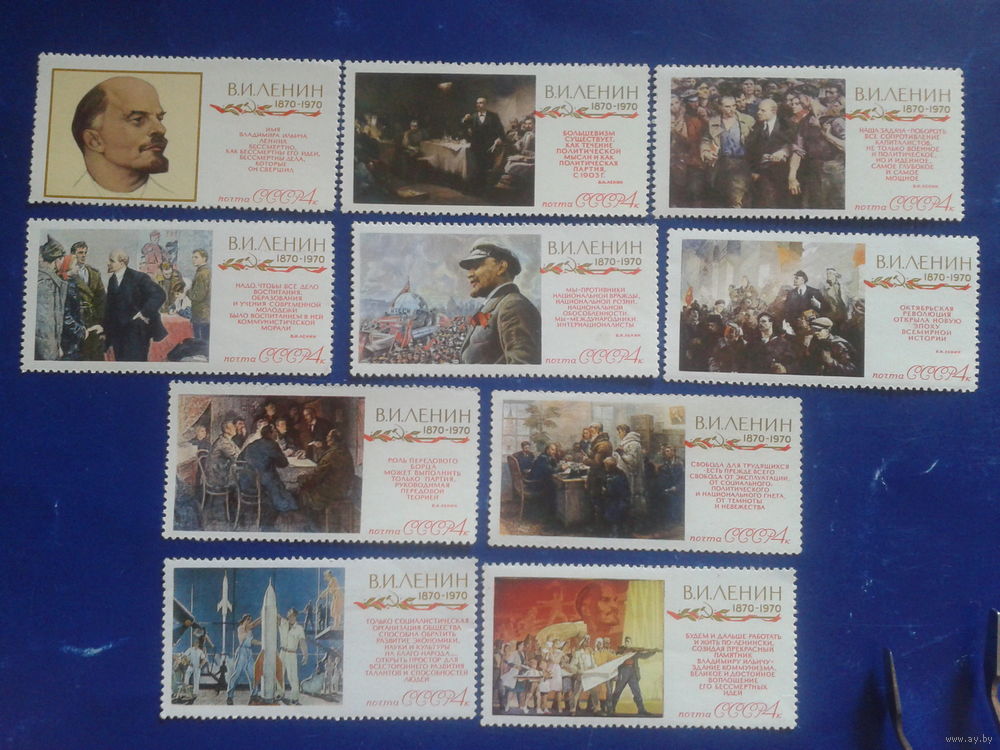 В.И.ЛЕНИН
1870-1970
ИМЯ
ВЛАДИМИРА ИЛЬИЧА
ЛЕНИНА
БЕССМЕРТНО,
КАК БЕССМЕРТНЫ ЕГО ИДЕИ,
БЕССМЕРТНЫ ДЕЛА,
КОТОРЫЕ
ОН СВЕРШИЛ
почта СССР 4к
В.И.ЛЕНИН
1870-1970
БОЛЬШЕВИЗМ
СУЩЕСТВУЕТ,
КАК ТЕЧЕНИЕ
ПОЛИТИЧЕСКОЙ
МЫСЛИ И КАК
ПОЛИТИЧЕСКАЯ
ПАРТИЯ,
С 1903 Г.
В.И.ЛЕНИН
почта СССР 4к
В.И.ЛЕНИН
1870-1970
НАША ЗАДАЧА-ПОБОРОТЬ
ВСЕ СОПРОТИВЛЕНИЕ
КАПИТАЛИСТОВ,
НЕ ТОЛЬКО ВОЕННОЕ
И ПОЛИТИЧЕСКОЕ,
НО И ИДЕЙНОЕ,
САМОЕ ГЛУБОКОЕ
И САМОЕ
МОЩНОЕ
В.И.ЛЕНИН
почта СССР 4к
В.И.ЛЕНИН
1870-1970
НАДО, ЧТОБЫ ВСЕ ДЕЛО
ВОСПИТАНИЯ,
ОБРАЗОВАНИЯ
И УЧЕНИЯ СОВРЕМЕННОЙ
МОЛОДЕЖИ
БЫЛО ВОСПИТАНИЕМ В НЕЙ
КОММУНИСТИЧЕСКОЙ
МОРАЛИ
В.И.ЛЕНИН
почта СССР 4к
В.И.ЛЕНИН
1870-1970
МЫ-ПРОТИВНИКИ
НАЦИОНАЛЬНОЙ ВРАЖДЫ,
НАЦИОНАЛЬНОЙ РОЗНИ,
НАЦИОНАЛЬНОЙ
ОБОСОБЛЕННОСТИ.
МЫ-МЕЖДУНАРОДНИКИ
ИНТЕРНАЦИОНАЛИСТЫ
В.И.ЛЕНИН
почта СССР 4к
В.И.ЛЕНИН
1870-1970
ОКТЯБРЬСКАЯ
РЕВОЛЮЦИЯ
ОТКРЫЛА НОВУЮ
ЭПОХУ
ВСЕМИРНОЙ
ИСТОРИИ
В.И.ЛЕНИН
почта СССР 4к
В.И.ЛЕНИН
1870-1970
РОЛЬ ПЕРЕДОВОГО
БОРЦА
МОЖЕТ ВЫПОЛНИТЬ
ТОЛЬКО ПАРТИЯ,
РУКОВОДИМАЯ
ПЕРЕДОВОЙ
ТЕОРИЕЙ
В.И.ЛЕНИН
почта СССР 4к
В.И.ЛЕНИН
1870-1970
СВОБОДА ДЛЯ ТРУДЯЩИХСЯ
-ЕСТЬ ПРЕЖДЕ ВСЕГО
СВОБОДА ОТ ЭКСПЛУАТАЦИИ,
ОТ СОЦИАЛЬНОГО,
ПОЛИТИЧЕСКОГО
И НАЦИОНАЛЬНОГО ГНЕТА,
ОТ ТЕМНОТЫ
И НЕВЕЖЕСТВА
почта СССР 4к
В.И.ЛЕНИН
1870-1970
ТОЛЬКО СОЦИАЛИСТИЧЕСКАЯ
ОРГАНИЗАЦИЯ ОБЩЕСТВА
СПОСОБНА ОБРАТИТЬ
РАЗВИТИЕ ЭКОНОМИКИ,
НАУКИ И КУЛЬТУРЫ
НА БЛАГО НАРОДА...
ОТКРЫТЬ ПРОСТОР ДЛЯ
ВСЕСТОРОННЕГО РАЗВИТИЯ
ТАЛАНТОВ И СПОСОБНОСТЕЙ
ЛЮДЕЙ
почта СССР 4к
В.И.ЛЕНИН
1870-1970
БУДЕМ И ДАЛЬШЕ РАБОТАТЬ
И ЖИТЬ ПО-ЛЕНИНСКИ,
СОЗИДАЯ ПРЕКРАСНЫЙ
ПАМЯТНИК
ВЛАДИМИРУ ИЛЬИЧУ-
ЗДАНИЕ КОММУНИЗМА,
ВЕЛИКОЕ И ДОСТОЙНОЕ
ВОПЛОЩЕНИЕ
ЕГО БЕССМЕРТНЫХ
ИДЕЙ
почта СССР 4к
www.ay.by